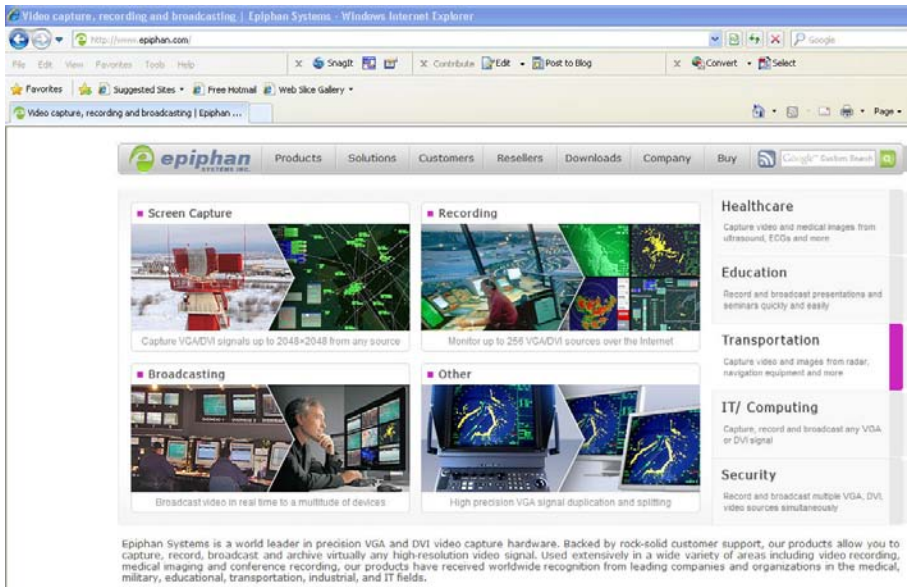 Video capture, recording and broadcasting | Epiphan Systems - Windows Internet Explorer
http://www.epiphan.com/
Google
File Edit View Favorites Tools Help
x SnagIt
x Contribute Edit Post to Blog
x Convert Select
Favorites Suggested Sites Free Hotmail Web Slice Gallery
Video capture, recording and broadcasting | Epiphan ...
Page
epiphan
SYSTEMS INC.
Products Solutions Customers Resellers Downloads Company Buy
Google™ Custom Search
Screen Capture
Capture VGA/DVI signals up to 2048×2048 from any source
Recording
Monitor up to 256 VGA/DVI sources over the Internet
Broadcasting
Broadcast video in real time to a multitude of devices
Other
High precision VGA signal duplication and splitting
Healthcare
Capture video and medical images from
ultrasound, ECGs and more
Education
Record and broadcast presentations and
seminars quickly and easily
Transportation
Capture video and images from radar,
navigation equipment and more
IT/ Computing
Capture, record and broadcast any VGA
or DVI signal
Security
Record and broadcast multiple VGA, DVI,
video sources simultaneously
Epiphan Systems is a world leader in precision VGA and DVI video capture hardware. Backed by rock-solid customer support, our products allow you to
capture, record, broadcast and archive virtually any high-resolution video signal. Used extensively in a wide variety of areas including video recording,
medical imaging and conference recording, our products have received worldwide recognition from leading companies and organizations in the medical,
military, educational, transportation, industrial, and IT fields.